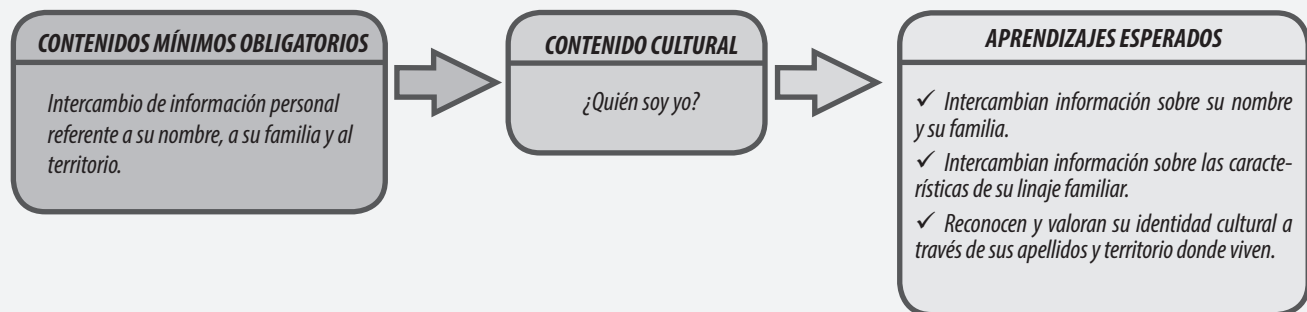 CONTENIDOS MÍNIMOS OBLIGATORIOS
Intercambio de información personal
referente a su nombre, a su familia y al
territorio.
CONTENIDO CULTURAL
¿Quién soy yo?
APRENDIZAJES ESPERADOS
✓ Intercambian información sobre su nombre
y su familia.
✓ Intercambian información sobre las caracte-
rísticas de su linaje familiar.
✓ Reconocen y valoran su identidad cultural a
través de sus apellidos y territorio donde viven.